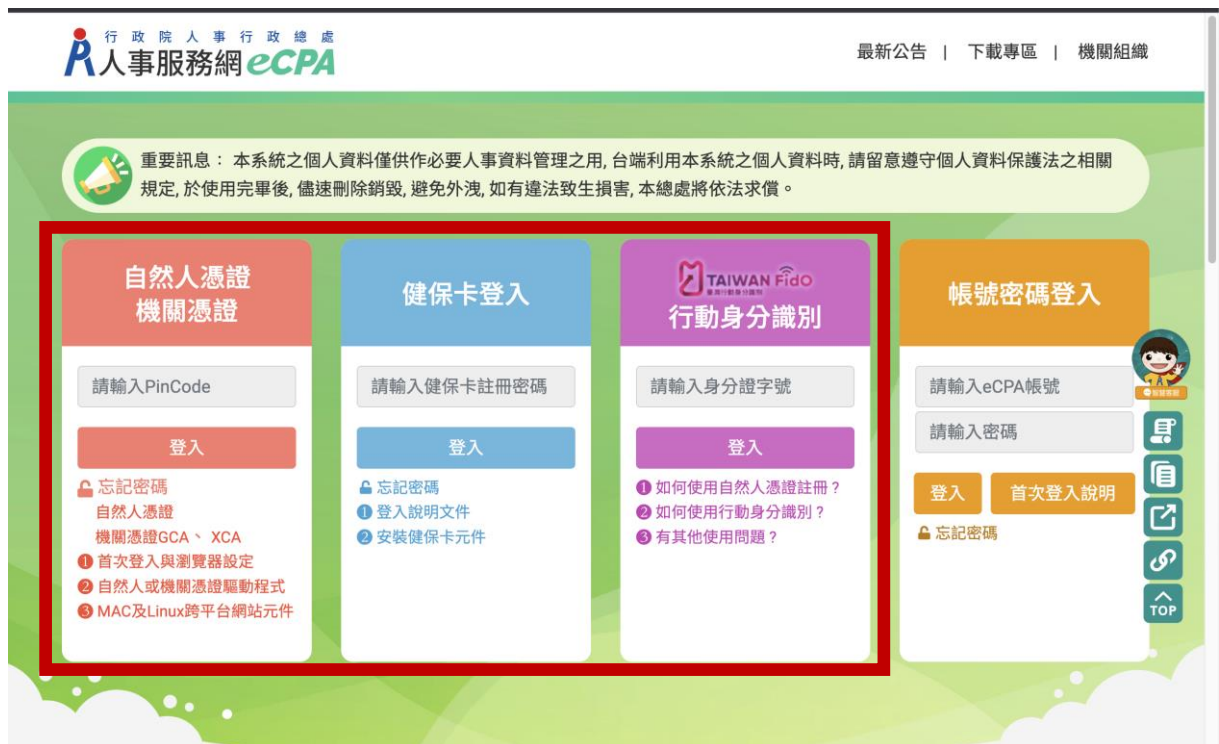 行政院人事行政總處
人事服務網 eCPA
最新公告 | 下載專區 | 機關組織
重要訊息： 本系統之個人資料僅供作必要人事資料管理之用, 台端利用本系統之個人資料時, 請留意遵守個人資料保護法之相關
規定, 於使用完畢後, 儘速刪除銷毀, 避免外洩, 如有違法致生損害, 本總處將依法求償。
自然人憑證
機關憑證
請輸入PinCode
登入
忘記密碼
自然人憑證
機關憑證GCA、 XCA
❶ 首次登入與瀏覽器設定
❷ 自然人或機關憑證驅動程式
❸ MAC及Linux跨平台網站元件
健保卡登入
請輸入健保卡註冊密碼
登入
忘記密碼
❶ 登入說明文件
❷ 安裝健保卡元件
TAIWAN FidO
臺灣行動身分識別
行動身分識別
請輸入身分證字號
登入
❶ 如何使用自然人憑證註冊？
❷ 如何使用行動身分識別？
❸ 有其他使用問題？
帳號密碼登入
請輸入eCPA帳號
請輸入密碼
登入 首次登入說明
忘記密碼
智慧客服
TOP